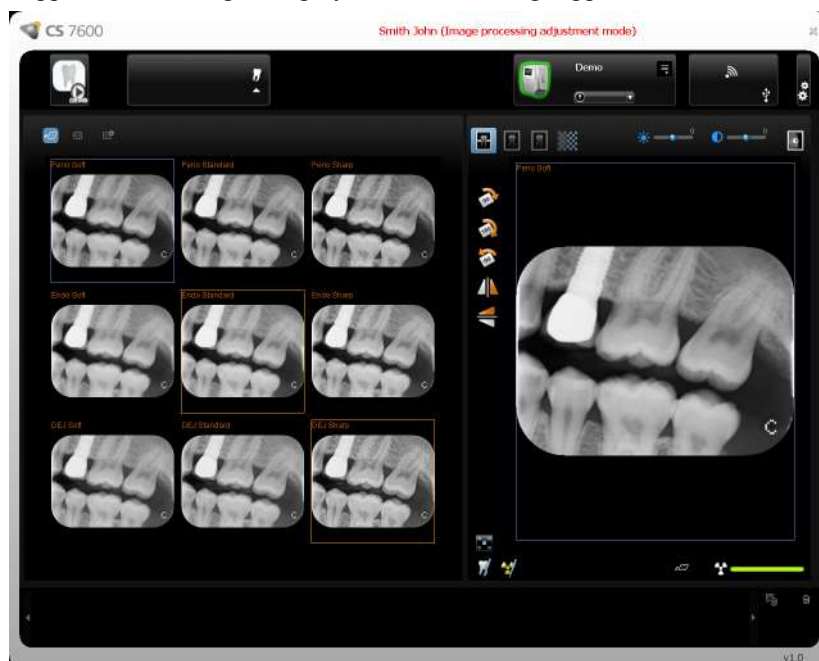 CS 7600
Smith John (Image processing adjustment mode)
Demo
Perio Soft
Perio Standard
Perio Sharp
Perio Soft
Endo Soft
Endo Standard
Endo Sharp
DEJ Soft
DEJ Standard
DEJ Sharp
C
C
C
C
C
C
C
C
C
C
v1.0